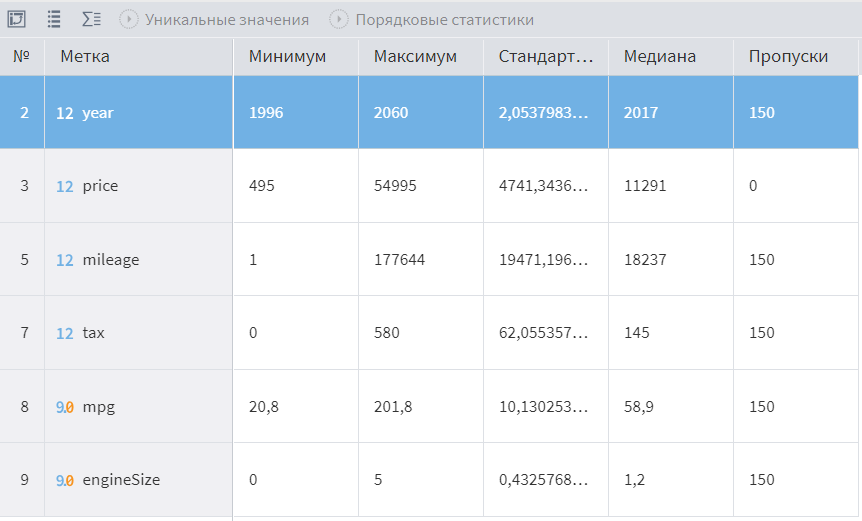 Уникальные значения Порядковые статистики
№ Метка Минимум Максимум Стандарт… Медиана Пропуски
2 12 year 1996 2060 2,0537983… 2017 150
3 12 price 495 54995 4741,3436… 11291 0
5 12 mileage 1 177644 19471,196… 18237 150
7 12 tax 0 580 62,055357… 145 150
8 9.0 mpg 20,8 201,8 10,130253… 58,9 150
9 9.0 engineSize 0 5 0,4325768… 1,2 150